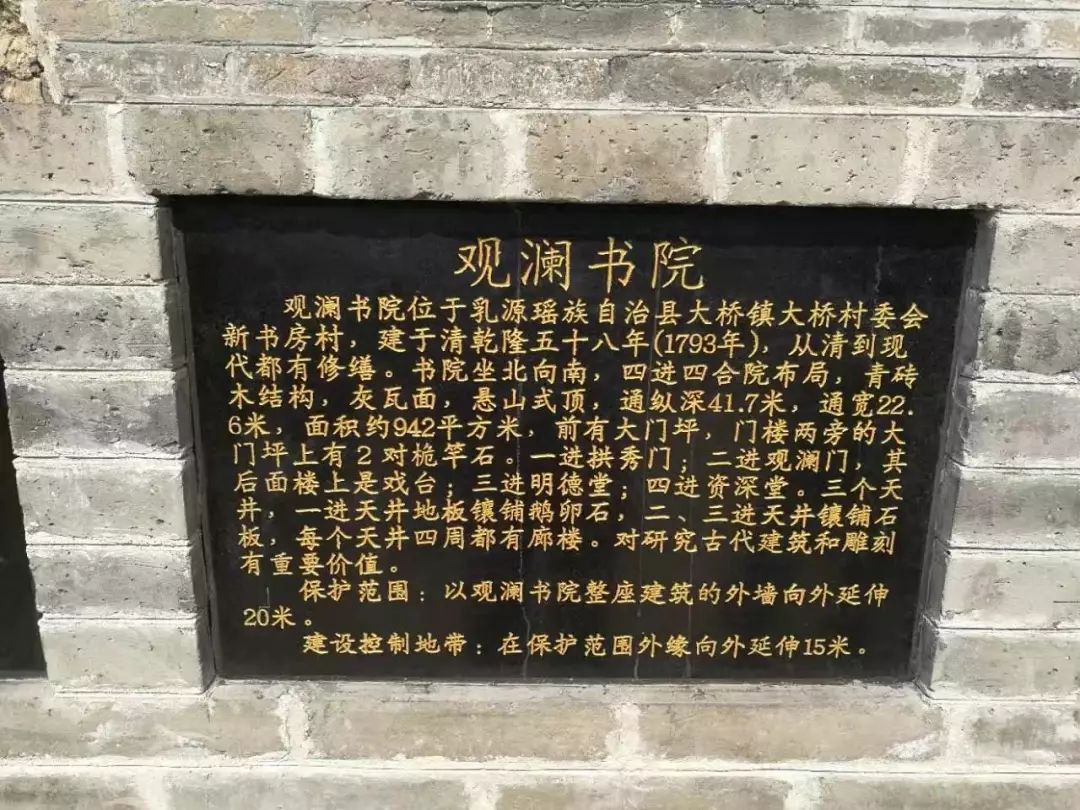 观澜书院
观澜书院位于乳源瑶族自治县大桥镇大桥村委会
新书房村，建于清乾隆五十八年(1793年)，从清到现
代都有修缮。书院坐北向南，四进四合院布局，青砖
木结构，灰瓦面，悬山式顶，通纵深41.7米，通宽22.
6米，面积约942平方米，前有大门坪，门楼两旁的大
门坪上有2对桅竿石。一进拱秀门；二进观澜门，其
后面楼上是戏台；三进明德堂；四进资深堂。三个天
井，一进天井地板镶铺鹅卵石，二、三进天井镶铺石
板，每个天井四周都有廊楼。对研究古代建筑和雕刻
有重要价值。
保护范围：以观澜书院整座建筑的外墙向外延伸
20米。
建设控制地带：在保护范围外缘向外延伸15米。